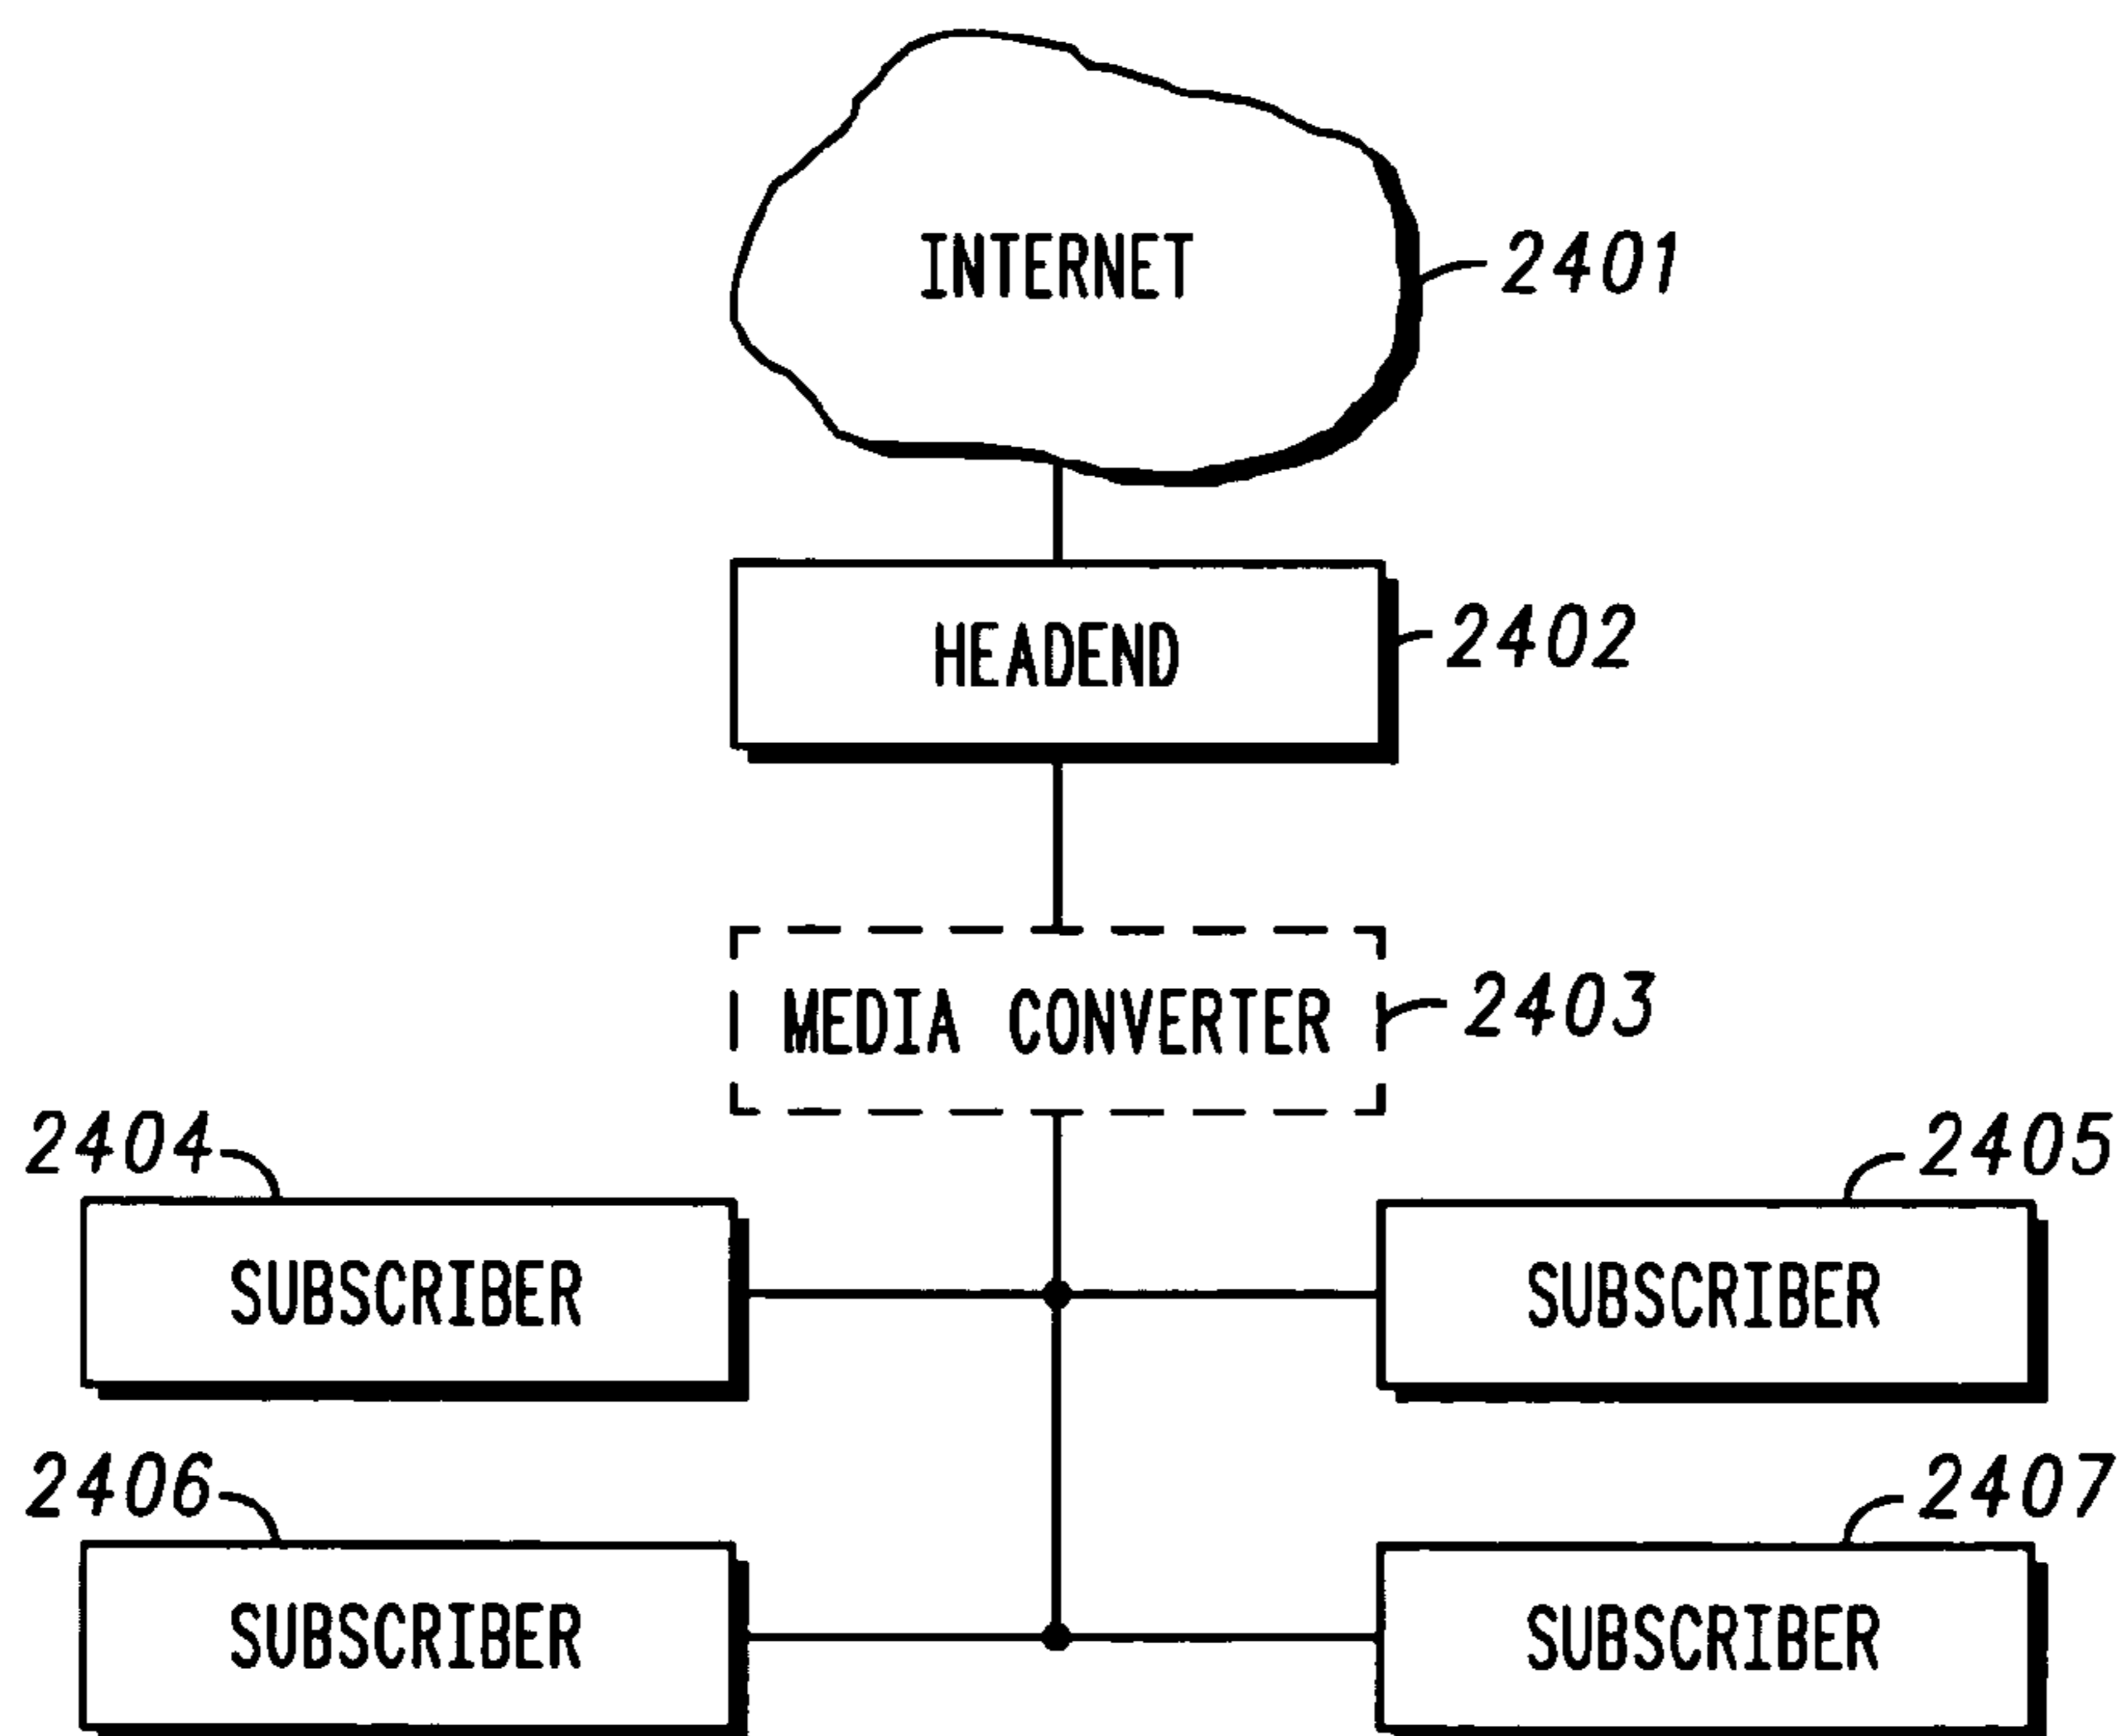 INTERNET 2401
HEADEND 2402
MEDIA CONVERTER 2403
2404 2405
SUBSCRIBER SUBSCRIBER
2406 2407
SUBSCRIBER SUBSCRIBER